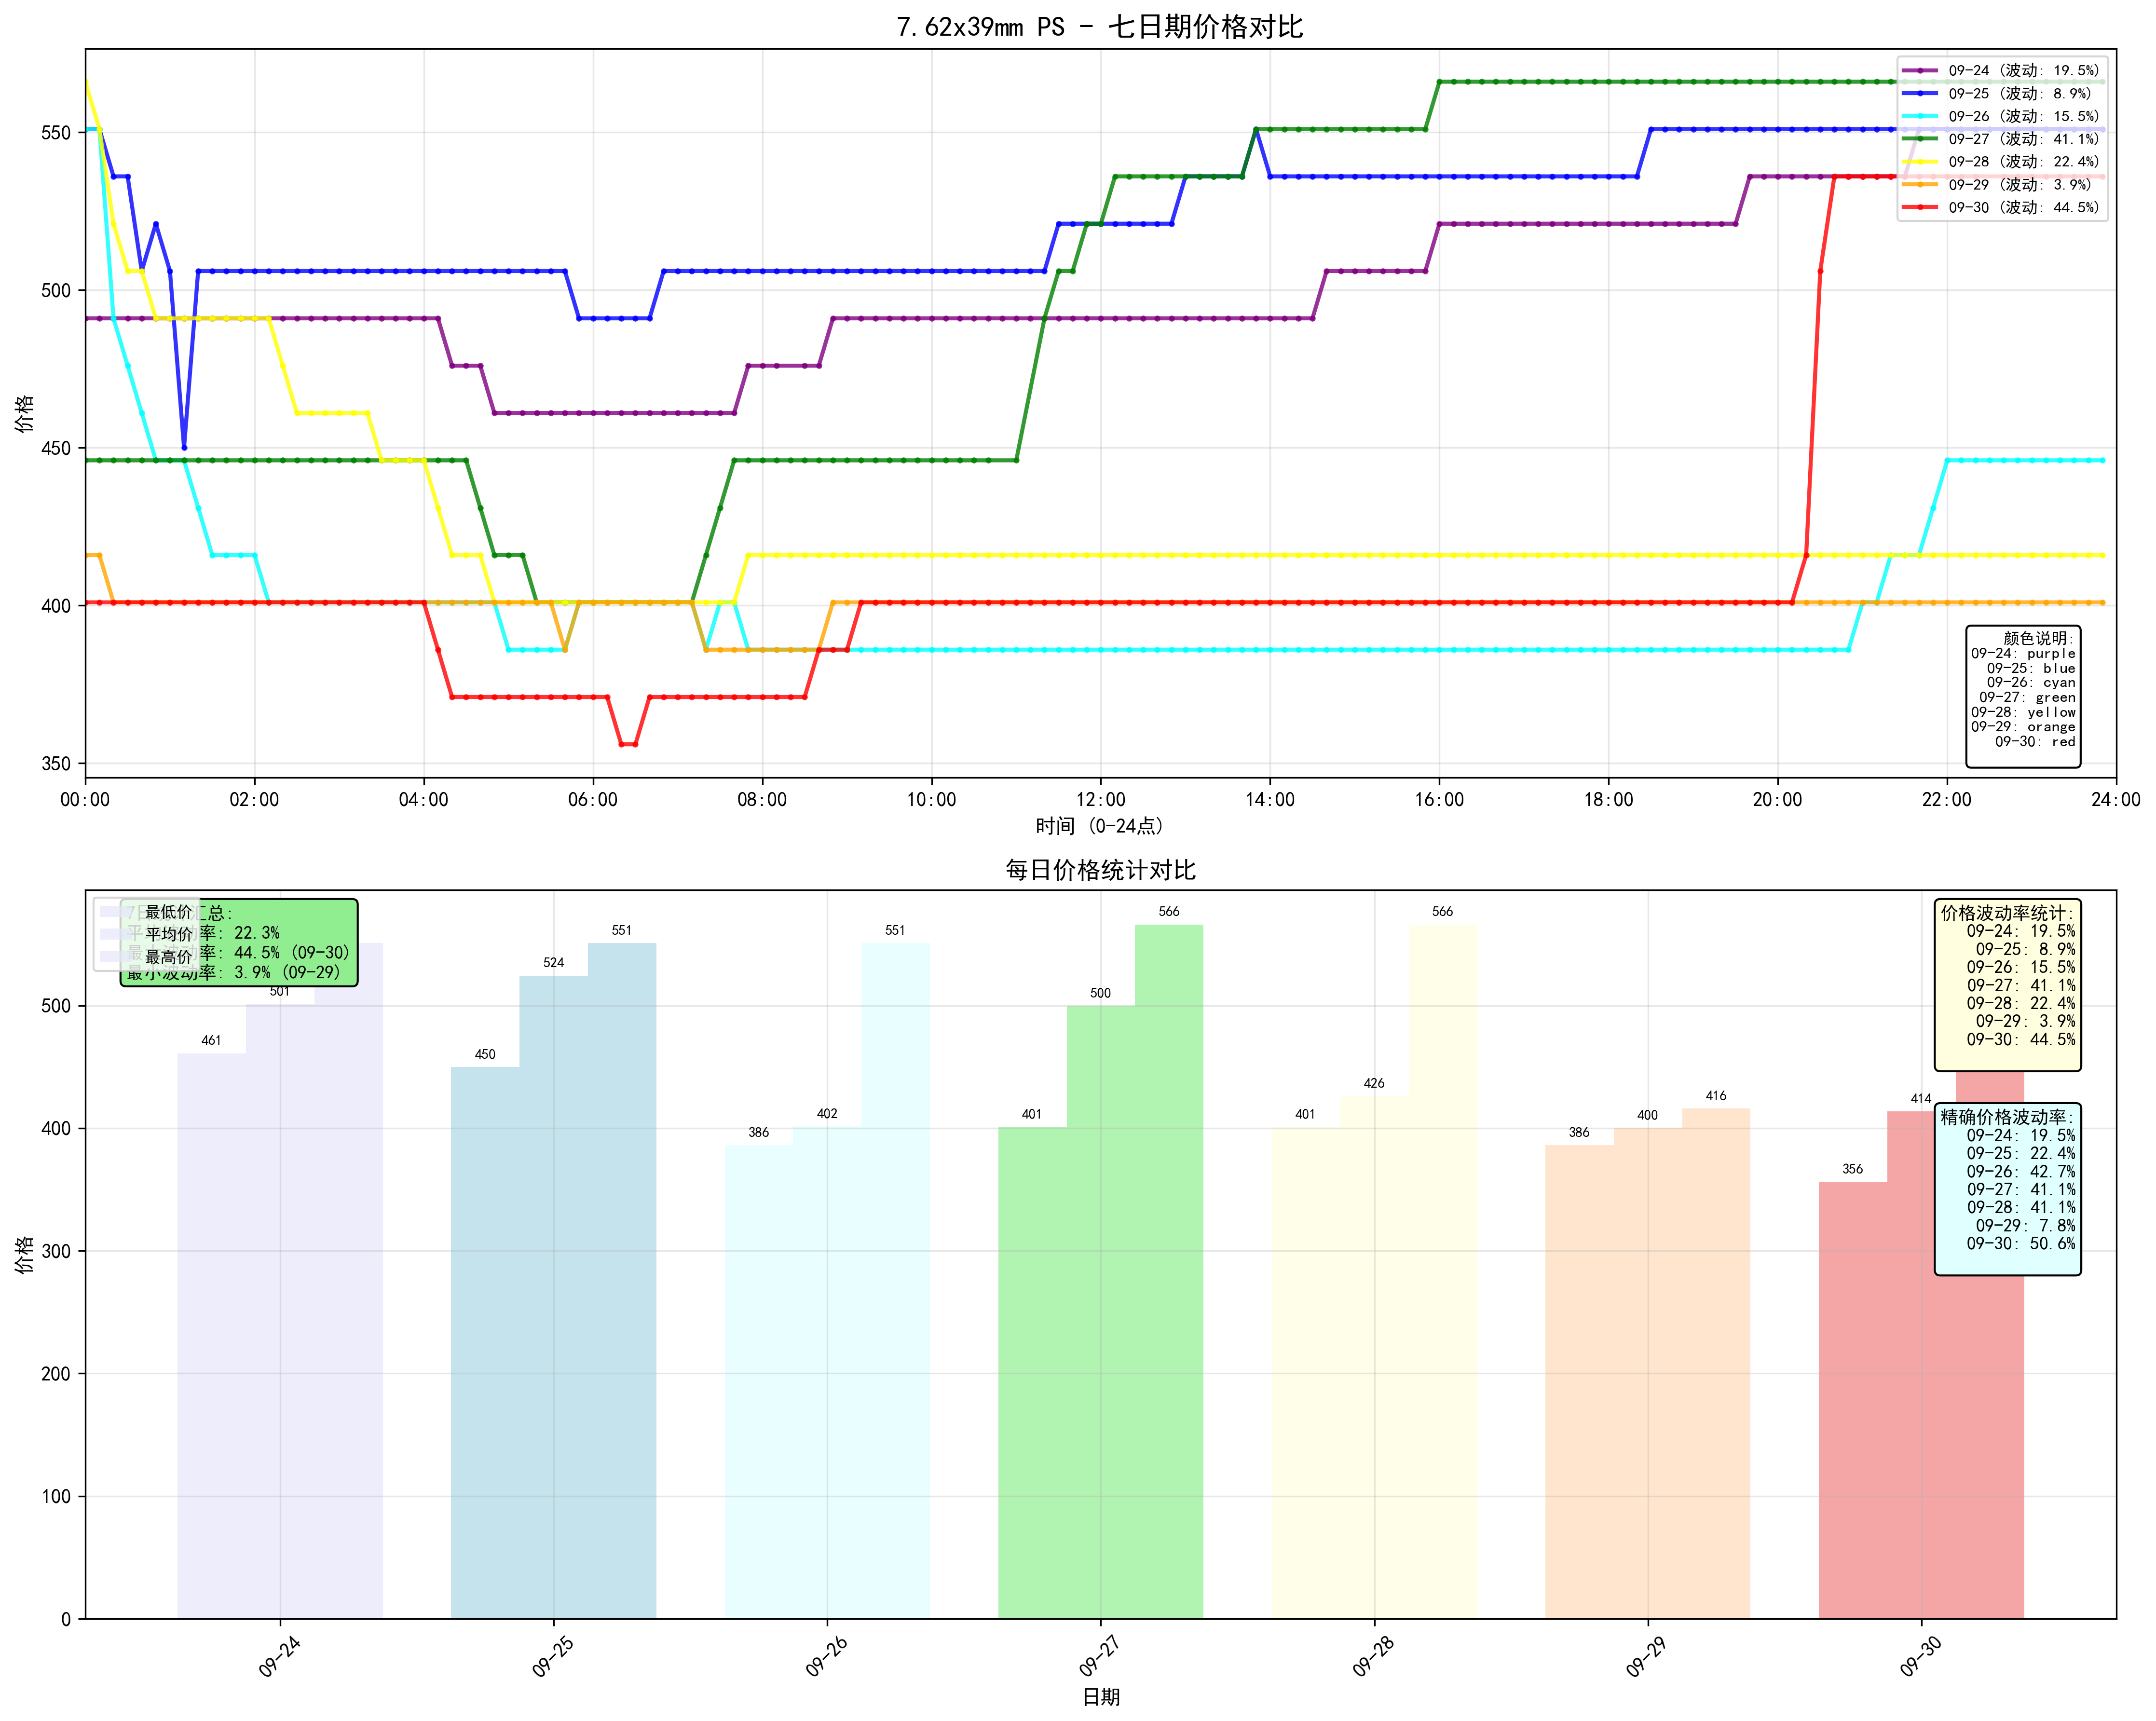 7.62x39mm PS - 七日期价格对比
价格
550
500
450
400
350
09-24 (波动: 19.5%)
09-25 (波动: 8.9%)
09-26 (波动: 15.5%)
09-27 (波动: 41.1%)
09-28 (波动: 22.4%)
09-29 (波动: 3.9%)
09-30 (波动: 44.5%)
颜色说明:
09-24: purple
09-25: blue
09-26: cyan
09-27: green
09-28: yellow
09-29: orange
09-30: red
00:00 02:00 04:00 06:00 08:00 10:00 12:00 14:00 16:00 18:00 20:00 22:00 24:00
时间 (0-24点)
每日价格统计对比
价格
500
400
300
200
100
0
最低价
平均价
最高价
汇总:
率: 22.3%
率: 44.5% (09-30)
最小波动率: 3.9% (09-29)
461 501
450 524 551
386 402 551
401 500 566
401 426 566
386 400 416
356 414
价格波动率统计:
09-24: 19.5%
09-25: 8.9%
09-26: 15.5%
09-27: 41.1%
09-28: 22.4%
09-29: 3.9%
09-30: 44.5%
精确价格波动率:
09-24: 19.5%
09-25: 22.4%
09-26: 42.7%
09-27: 41.1%
09-28: 41.1%
09-29: 7.8%
09-30: 50.6%
09-24 09-25 09-26 09-27 09-28 09-29 09-30
日期